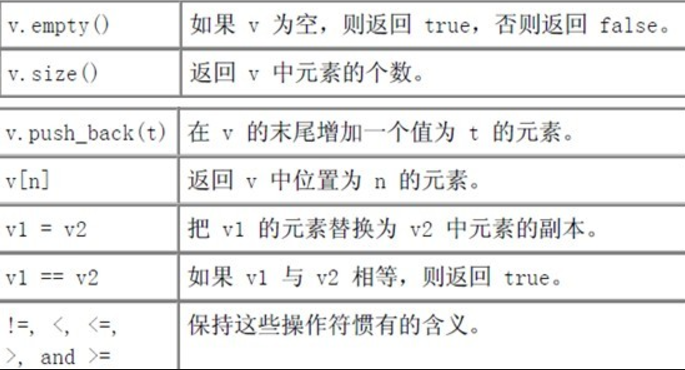 v.empty() 如果 v 为空，则返回 true，否则返回 false。
v.size() 返回 v 中元素的个数。
v.push_back(t) 在 v 的末尾增加一个值为 t 的元素。
v[n] 返回 v 中位置为 n 的元素。
v1 = v2 把 v1 的元素替换为 v2 中元素的副本。
v1 == v2 如果 v1 与 v2 相等，则返回 true。
!=, <, <=, 保持这些操作符惯有的含义。
>, and >=